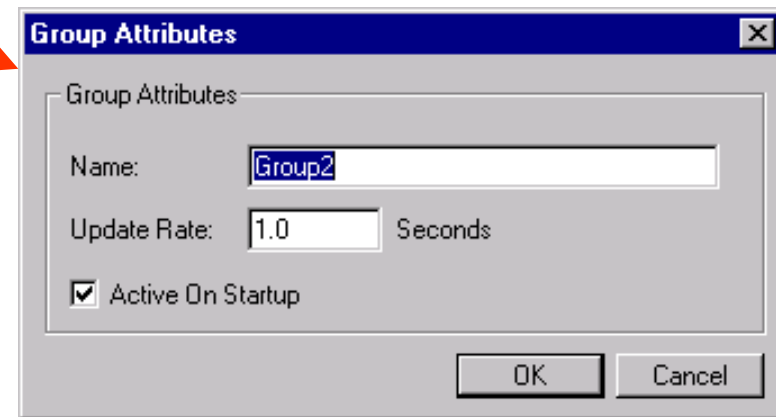 Group Attributes
Group Attributes
Name: Group2
Update Rate: 1.0 Seconds
Active On Startup
OK Cancel